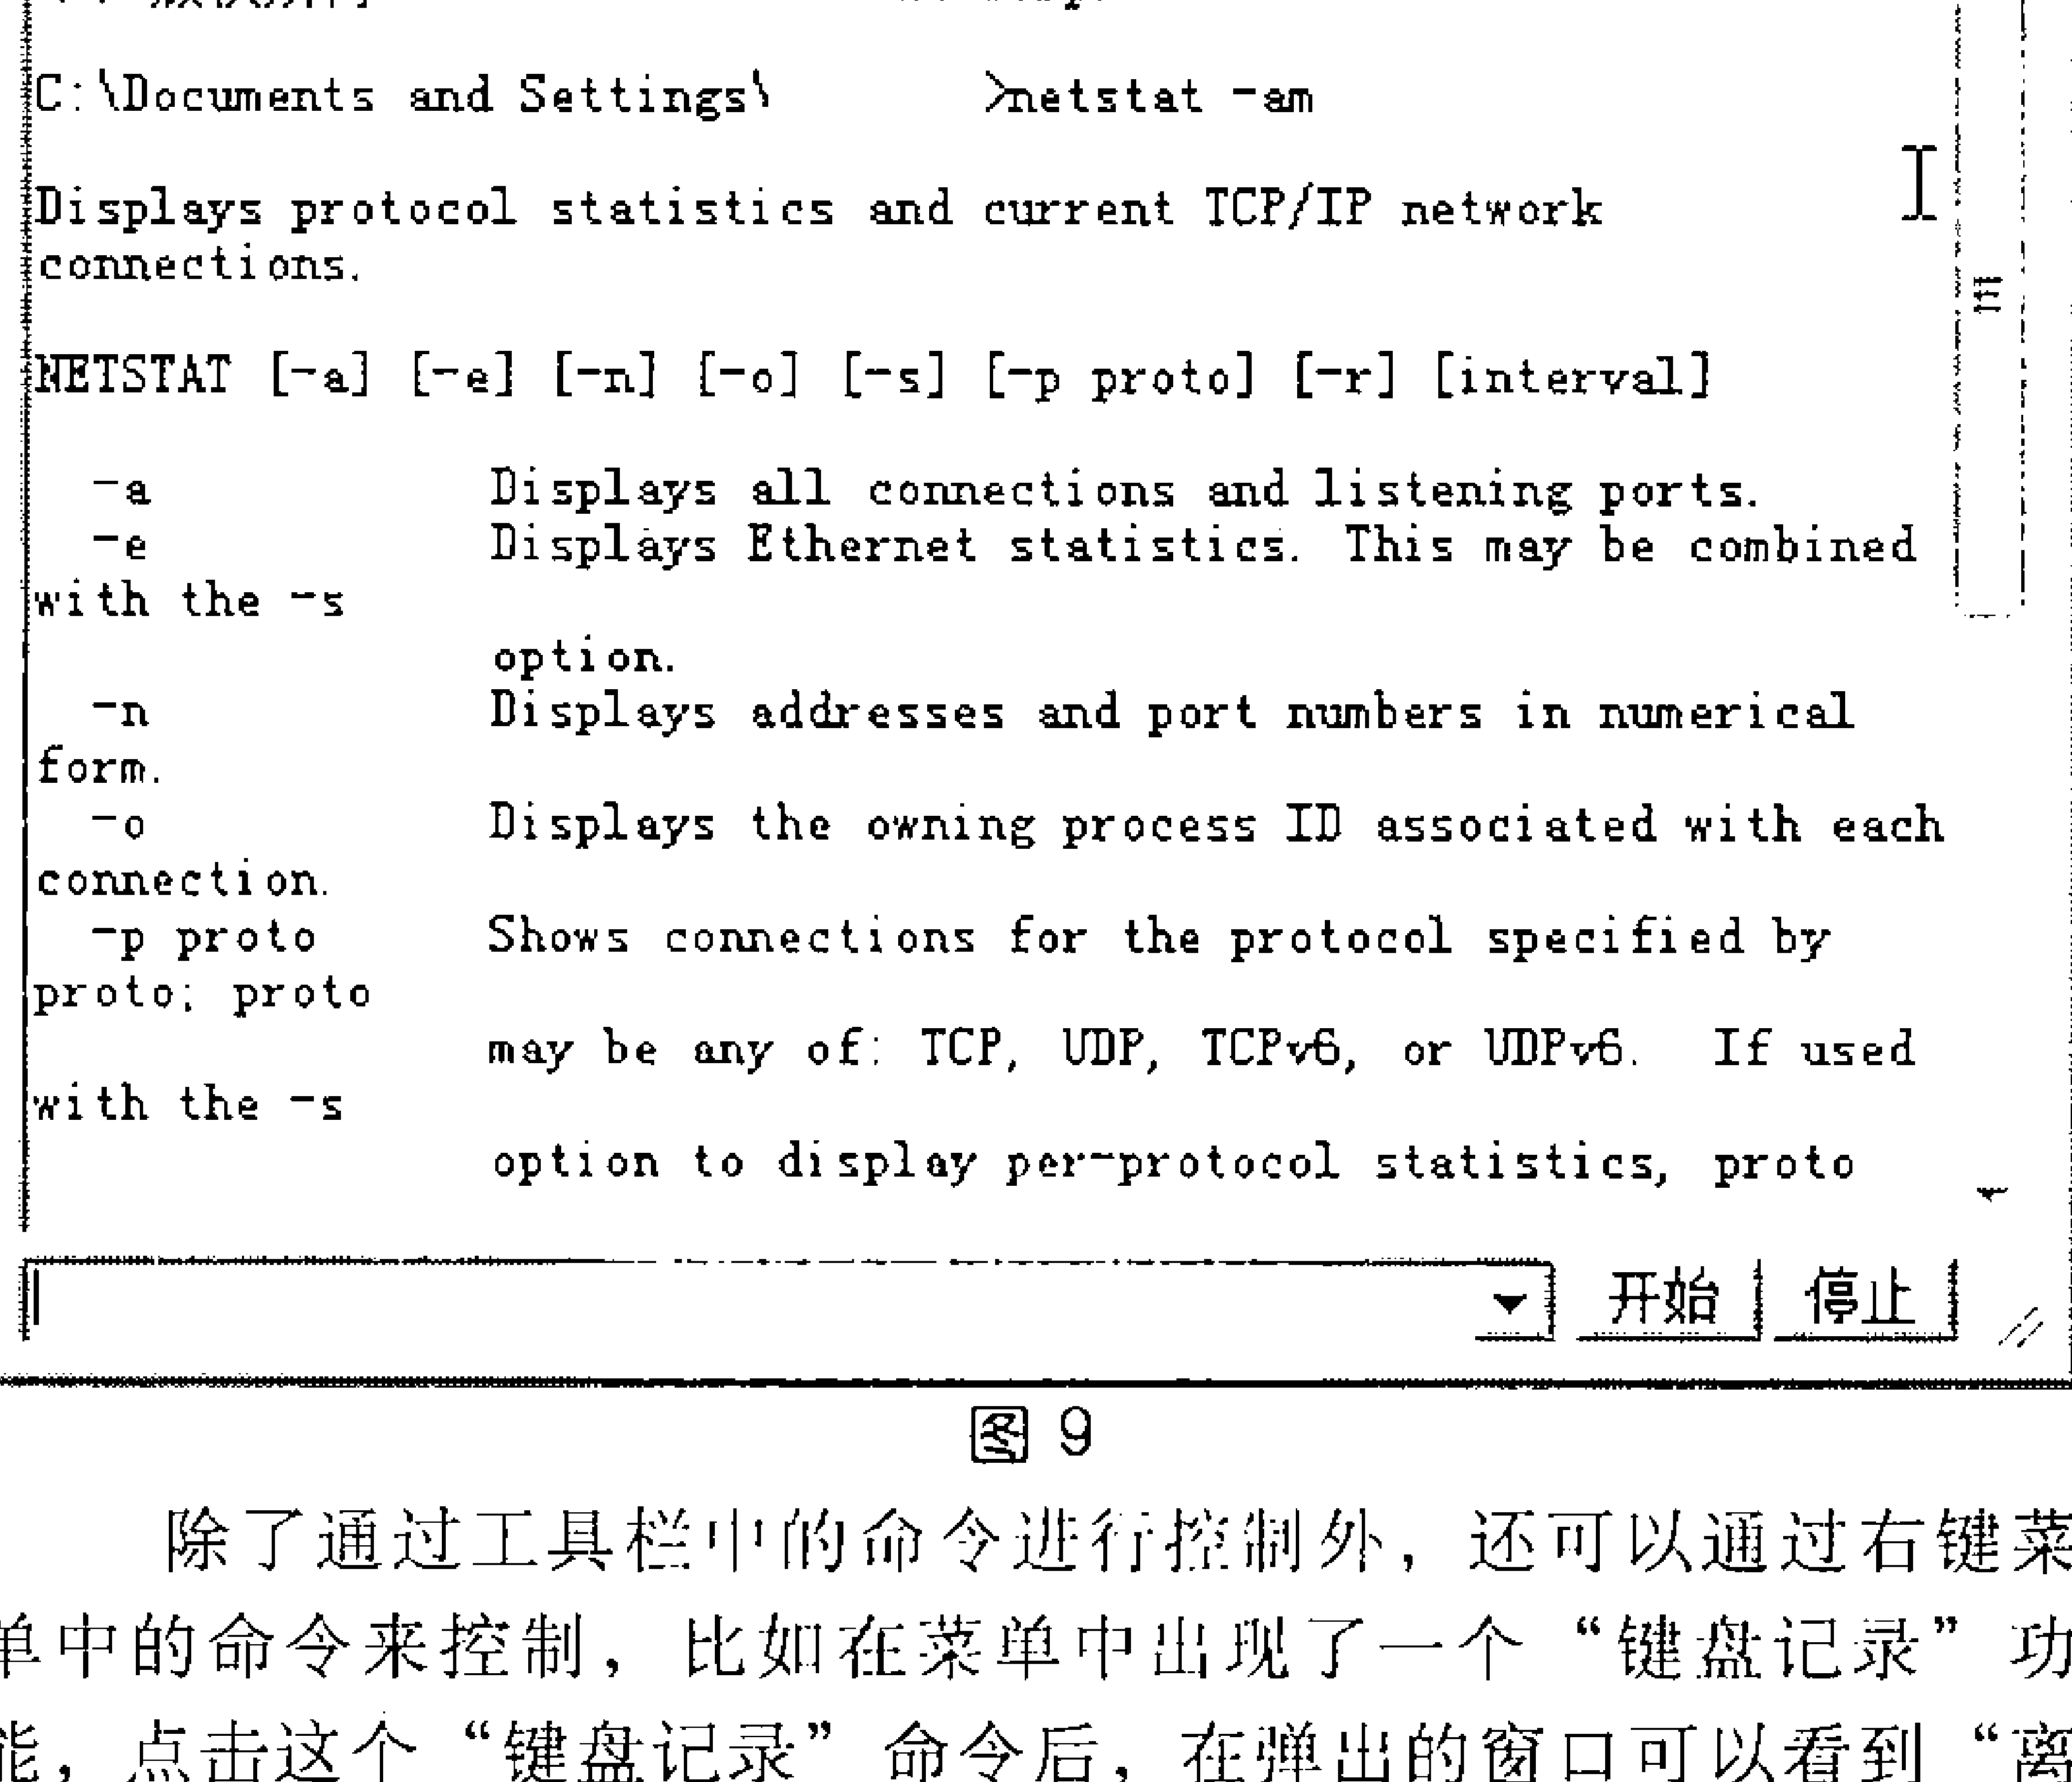 C:\Documents and Settings\ >netstat -am
Displays protocol statistics and current TCP/IP network
connections.
NETSTAT [-a] [-e] [-n] [-o] [-s] [-p proto] [-r] [interval]
-a Displays all connections and listening ports.
-e Displays Ethernet statistics. This may be combined
with the -s
option.
-n Displays addresses and port numbers in numerical
form.
-o Displays the owning process ID associated with each
connection.
-p proto Shows connections for the protocol specified by
proto; proto
may be any of: TCP, UDP, TCPv6, or UDPv6. If used
with the -s
option to display per-protocol statistics, proto
开始 停止
图 9
除了通过工具栏中的命令进行控制外，还可以通过右键菜
单中的命令来控制，比如在菜单中出现了一个“键盘记录”功
能，点击这个“键盘记录”命令后，在弹出的窗口可以看到“离